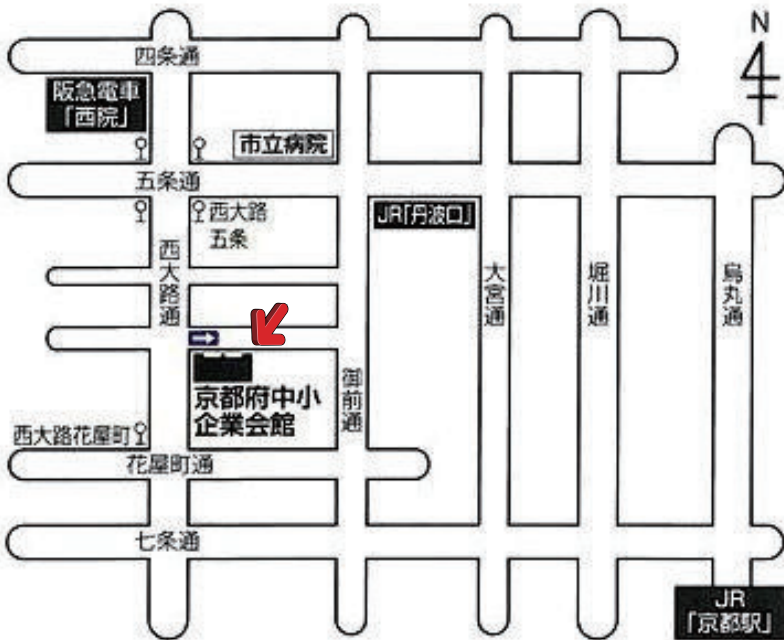 N
四条通
阪急電車
「西院」
市立病院
五条通
西大路
五条
JR「丹波口」
西大路通
大宮通
堀川通
烏丸通
京都府中小
企業会館
御前通
西大路花屋町
花屋町通
七条通
JR
「京都駅」